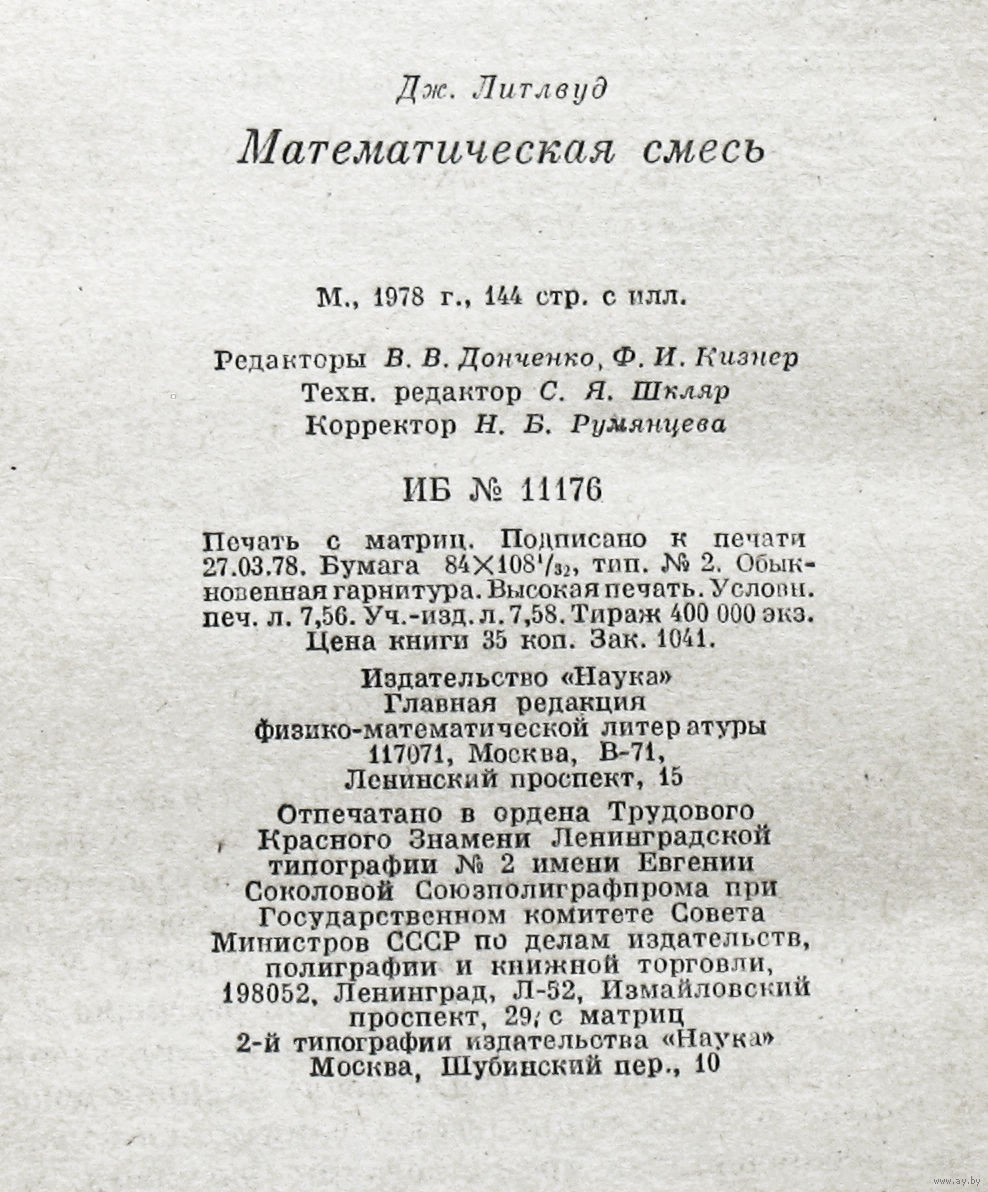 Дж. Литлвуд
Математическая смесь
М., 1978 г., 144 стр. с илл.
Редакторы В. В. Донченко, Ф. И. Кизнер
Техн. редактор С. Я. Шкляр
Корректор Н. Б. Румянцева
ИБ № 11176
Печать с матриц. Подписано к печати
27.03.78. Бумага 84×108¹/₃₂, тип. № 2. Обык-
новенная гарнитура. Высокая печать. Условн.
печ. л. 7,56. Уч.-изд. л. 7,58. Тираж 400 000 экз.
Цена книги 35 коп. Зак. 1041.
Издательство «Наука»
Главная редакция
физико-математической литературы
117071, Москва, В-71,
Ленинский проспект, 15
Отпечатано в ордена Трудового
Красного Знамени Ленинградской
типографии № 2 имени Евгении
Соколовой Союзполиграфпрома при
Государственном комитете Совета
Министров СССР по делам издательств,
полиграфии и книжной торговли,
198052, Ленинград, Л-52, Измайловский
проспект, 29, с матриц
2-й типографии издательства «Наука»
Москва, Шубинский пер., 10
www.ay.by